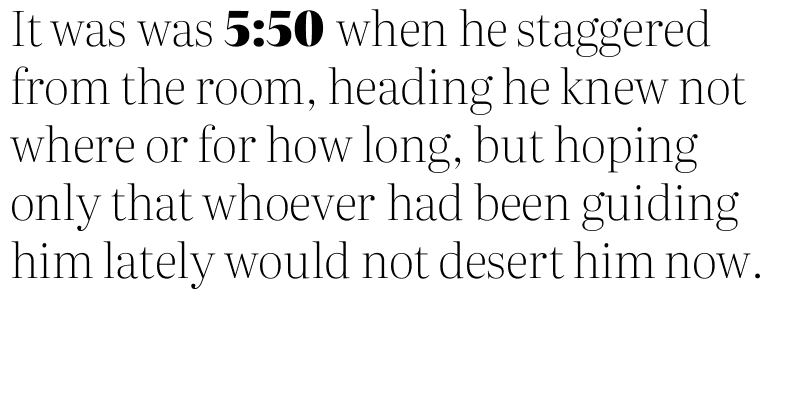 It was was 5:50 when he staggered
from the room, heading he knew not
where or for how long, but hoping
only that whoever had been guiding
him lately would not desert him now.